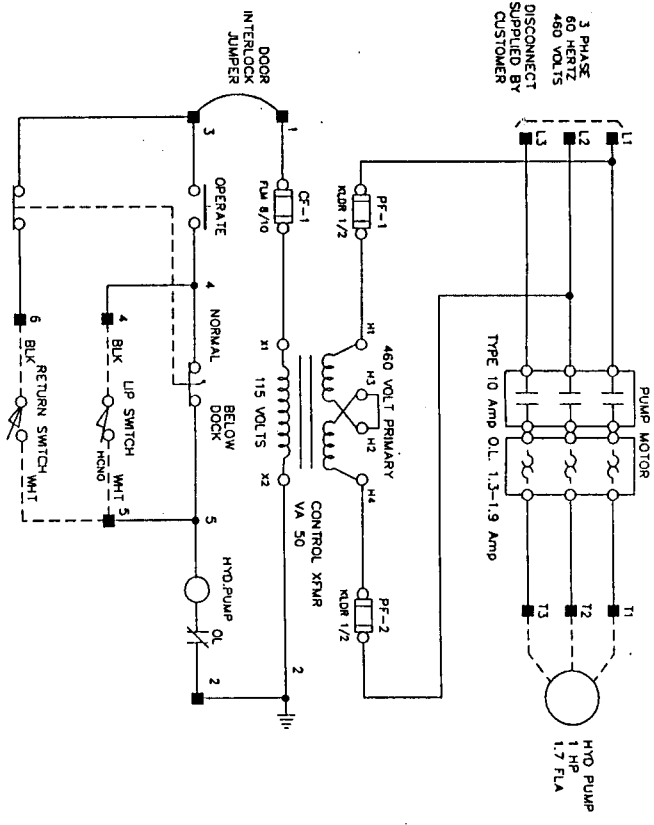 3 PHASE
60 HERTZ
460 VOLTS
DISCONNECT
SUPPLIED BY
CUSTOMER
L1
L2
L3
PUMP MOTOR
TYPE 10 Amp O.L. 1.3-1.9 Amp
T1
T2
T3
HYD PUMP
1 HP
1.7 FLA
PF-1
KLDR 1/2
H1
460 VOLT PRIMARY
H3
H2
H4
PF-2
KLDR 1/2
DOOR
INTERLOCK
JUMPER
1
CF-1
FLM 8/10
X1
115 VOLTS
X2
CONTROL XFMR
VA 50
2
3
OPERATE
4
NORMAL
BELOW
DOCK
5
HYD.PUMP
OL
2
4
BLK
LIP SWITCH
HCNO
WHT
5
6
BLK
RETURN SWITCH
WHT